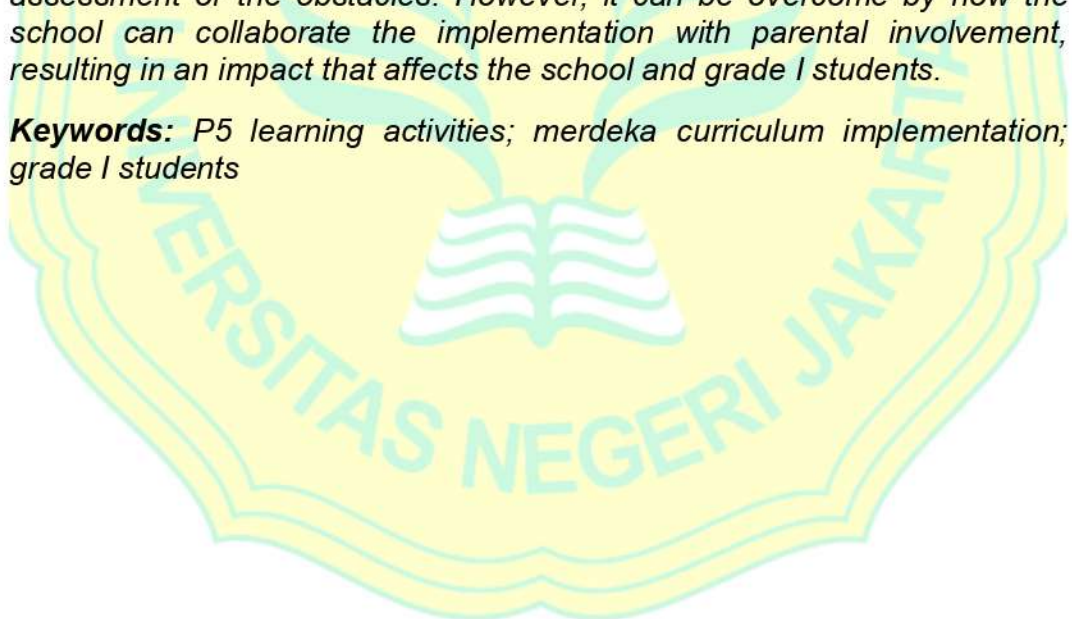 assessment of the obstacles. However, it can be overcome by how the
school can collaborate the implementation with parental involvement,
resulting in an impact that affects the school and grade I students.
Keywords: P5 learning activities; merdeka curriculum implementation;
grade I students
UNIVERSITAS NEGERI JAKARTA